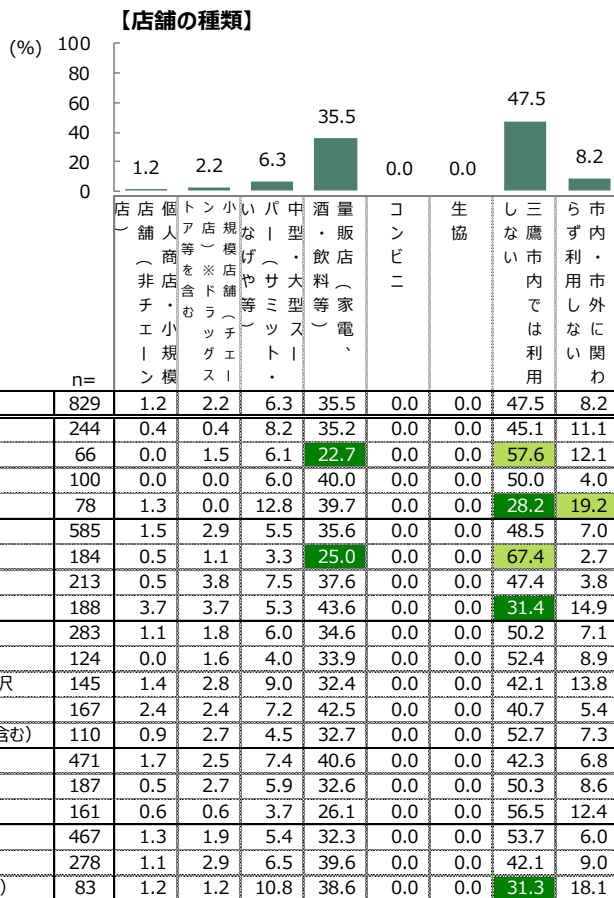 【店舗の種類】
(%)
100
80
60
40
20
0
1.2 2.2 6.3 35.5 0.0 0.0 47.5 8.2
個人商店・小規模店舗（非チェーン店）
小規模店舗（チェーン店）※ドラッグストア等を含む
中型・大型スーパー（サミット・いなげや等）
量販店（家電、酒・飲料等）
コンビニ
生協
三鷹市内では利用しない
市内・市外に関わらず利用しない
n=
829 1.2 2.2 6.3 35.5 0.0 0.0 47.5 8.2
244 0.4 0.4 8.2 35.2 0.0 0.0 45.1 11.1
66 0.0 1.5 6.1 22.7 0.0 0.0 57.6 12.1
100 0.0 0.0 6.0 40.0 0.0 0.0 50.0 4.0
78 1.3 0.0 12.8 39.7 0.0 0.0 28.2 19.2
585 1.5 2.9 5.5 35.6 0.0 0.0 48.5 7.0
184 0.5 1.1 3.3 25.0 0.0 0.0 67.4 2.7
213 0.5 3.8 7.5 37.6 0.0 0.0 47.4 3.8
188 3.7 3.7 5.3 43.6 0.0 0.0 31.4 14.9
283 1.1 1.8 6.0 34.6 0.0 0.0 50.2 7.1
124 0.0 1.6 4.0 33.9 0.0 0.0 52.4 8.9
沢 145 1.4 2.8 9.0 32.4 0.0 0.0 42.1 13.8
167 2.4 2.4 7.2 42.5 0.0 0.0 40.7 5.4
含む） 110 0.9 2.7 4.5 32.7 0.0 0.0 52.7 7.3
471 1.7 2.5 7.4 40.6 0.0 0.0 42.3 6.8
187 0.5 2.7 5.9 32.6 0.0 0.0 50.3 8.6
161 0.6 0.6 3.7 26.1 0.0 0.0 56.5 12.4
467 1.3 1.9 5.4 32.3 0.0 0.0 53.7 6.0
278 1.1 2.9 6.5 39.6 0.0 0.0 42.1 9.0
） 83 1.2 1.2 10.8 38.6 0.0 0.0 31.3 18.1